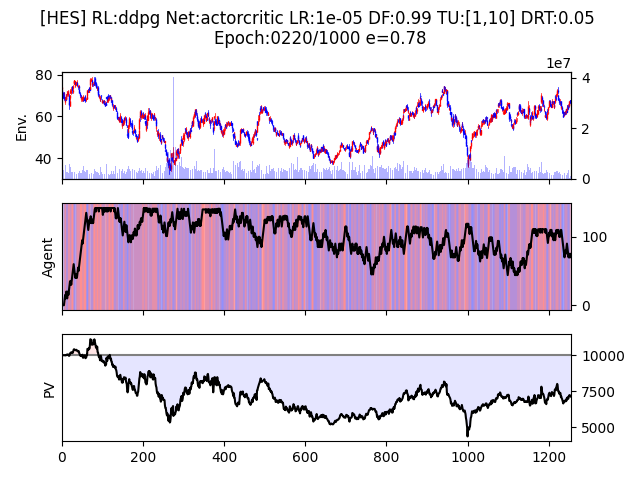 [HES] RL:ddpg Net:actorcritic LR:1e-05 DF:0.99 TU:[1,10] DRT:0.05
Epoch:0220/1000 e=0.78
1e7
80
60
40
Env.
4
2
0
Agent
100
0
PV
10000
7500
5000
0 200 400 600 800 1000 1200